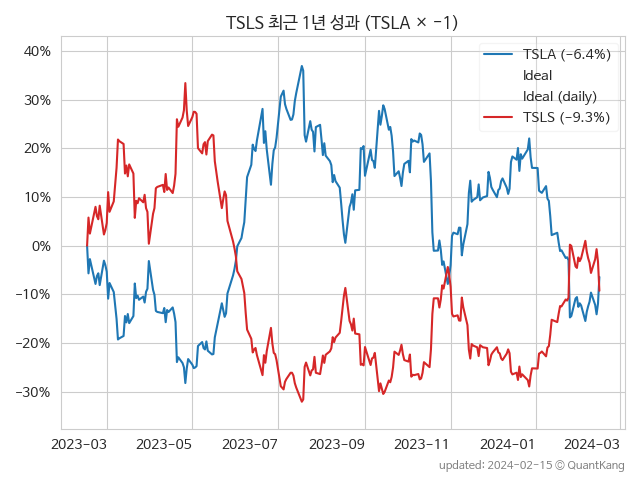 TSLS 최근 1년 성과 (TSLA × −1)
40%
30%
20%
10%
0%
−10%
−20%
−30%
TSLA (−6.4%)
Ideal
Ideal (daily)
TSLS (−9.3%)
2023−03
2023−05
2023−07
2023−09
2023−11
2024−01
2024−03
updated: 2024−02−15 ⓒ QuantKang